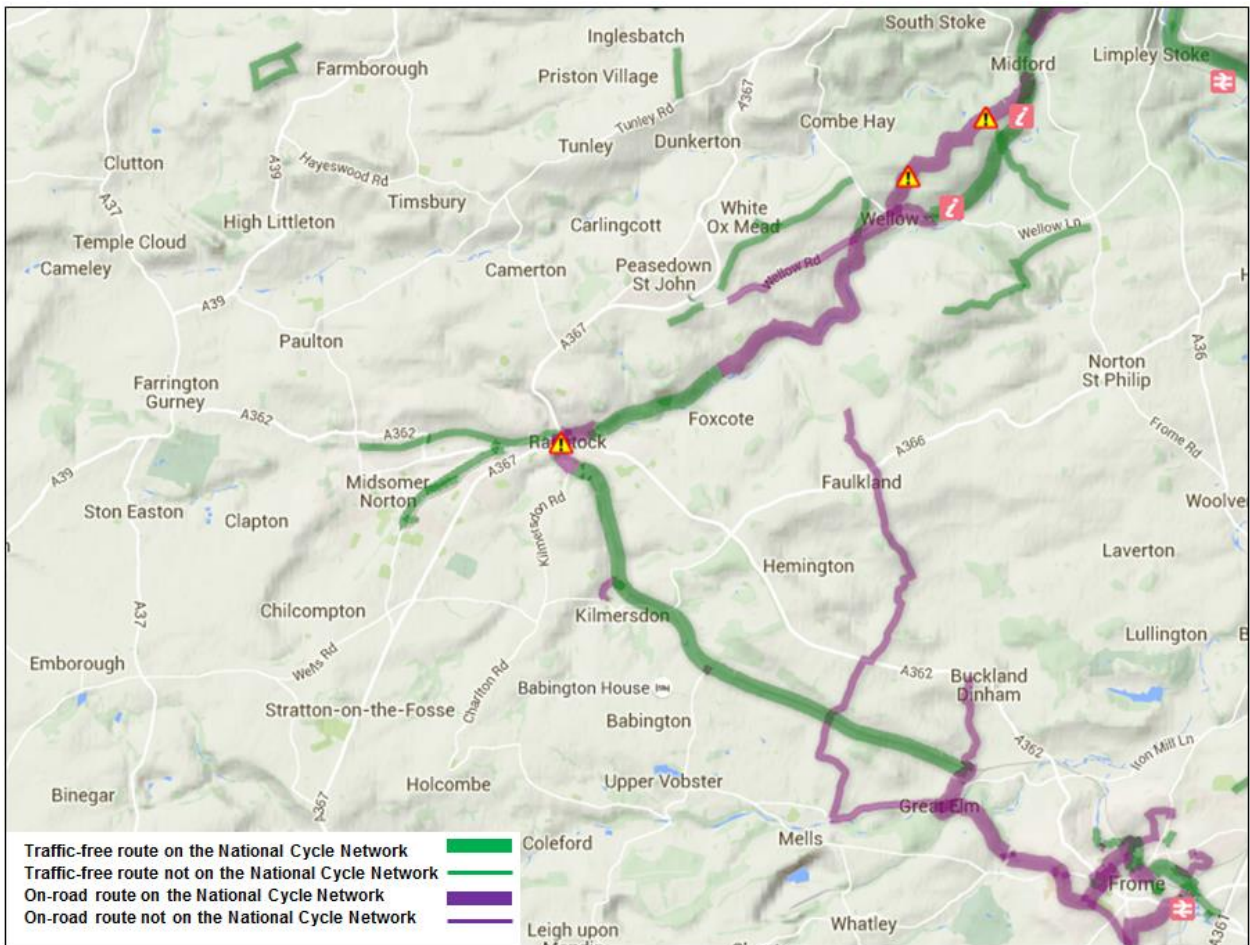 South Stoke
Inglesbatch
Farmborough
Priston Village
Midford
Limpley Stoke
A367
Tunley Rd
Combe Hay
Tunley
Dunkerton
Clutton
A39
Hayeswood Rd
A37
Timsbury
High Littleton
White
Ox Mead
Wellow
Carlingcott
Wellow Ln
Temple Cloud
Cameley
Camerton
Peasedown
St John
Wellow Rd
A39
A367
Paulton
A36
Norton
St Philip
Farrington
Gurney
A362
Foxcote
A362
Frome Rd
A366
A367
A39
Midsomer
Norton
Faulkland
Ston Easton
Clapton
Kilmersdon Rd
Laverton
Hemington
Chilcompton
A37
Kilmersdon
Lullington
Emborough
Wells Rd
A362
Buckland
Dinham
Babington House
Charlton Rd
Stratton-on-the-Fosse
Babington
A362
Holcombe
Upper Vobster
Binegar
A367
Great Elm
Mells
Coleford
Frome
Whatley
A361
Leigh upon
Traffic-free route on the National Cycle Network
Traffic-free route not on the National Cycle Network
On-road route on the National Cycle Network
On-road route not on the National Cycle Network